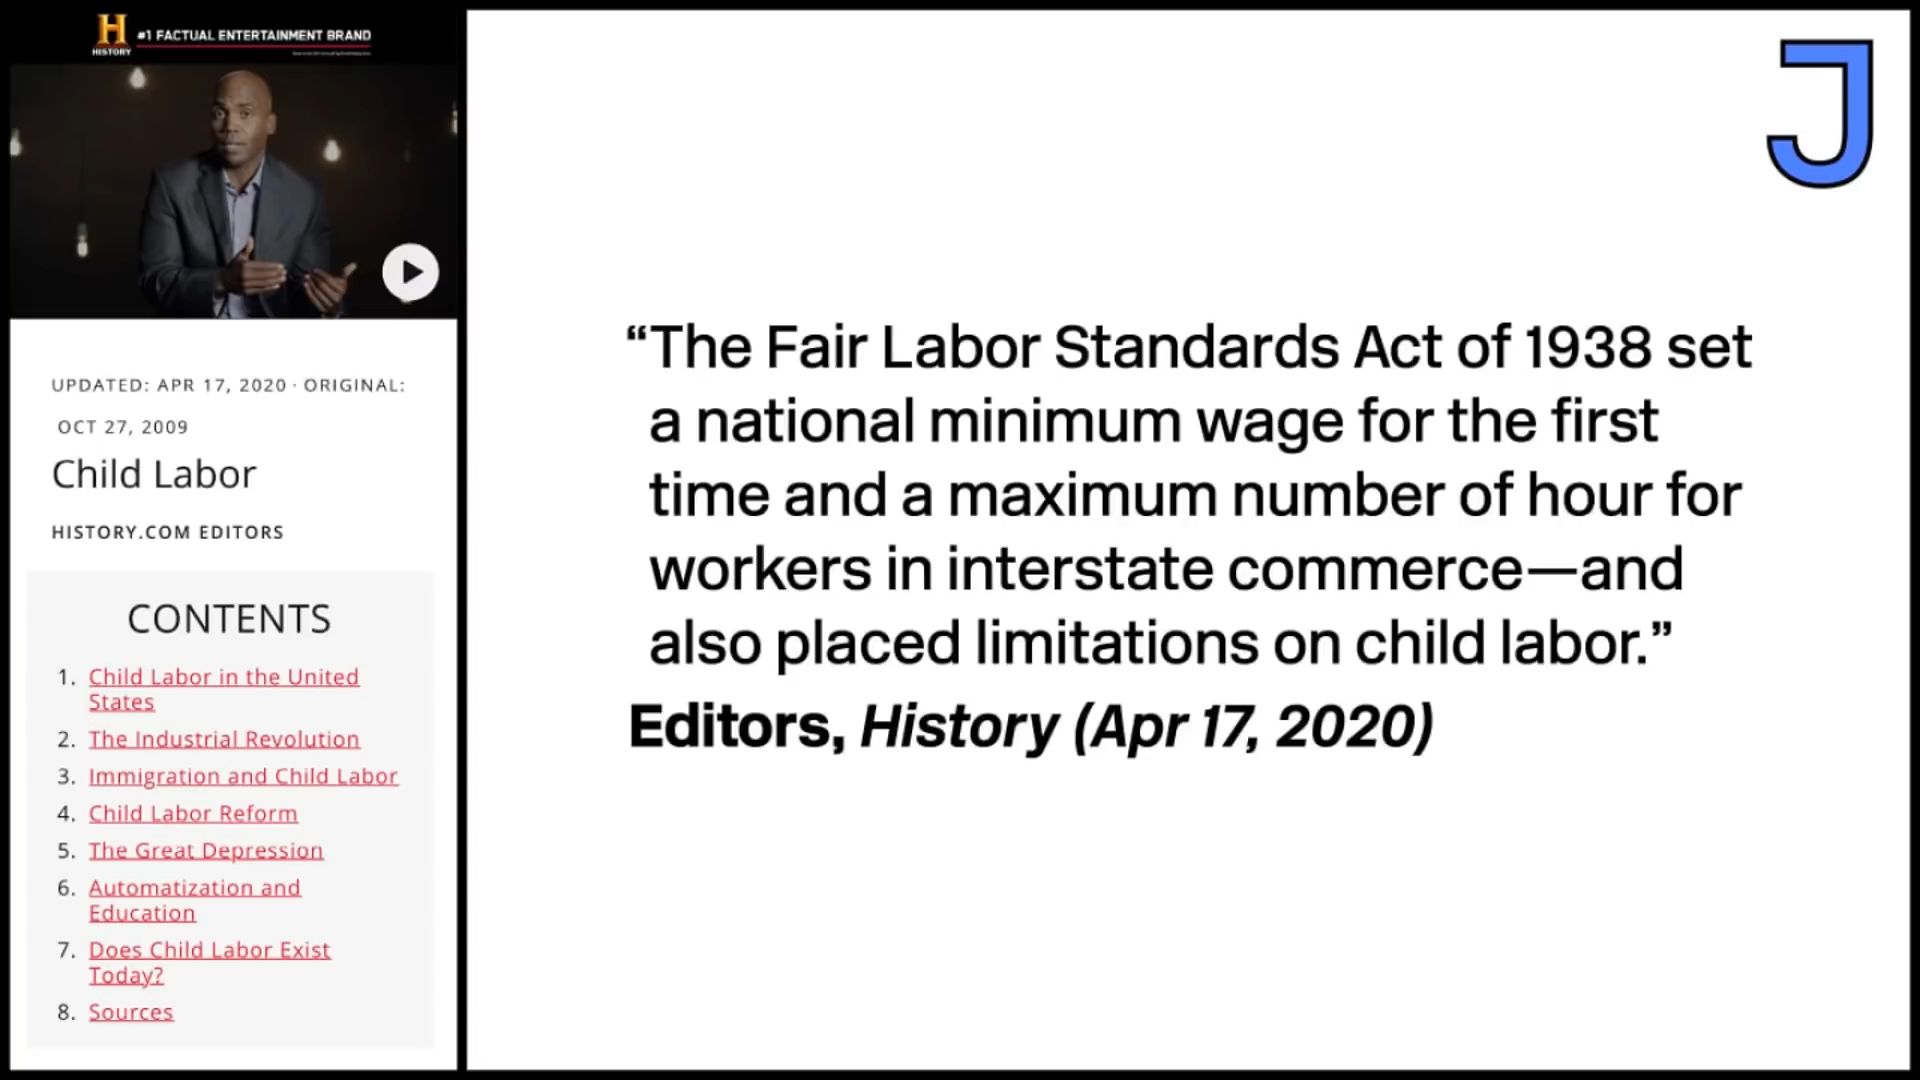 H
HISTORY
#1 FACTUAL ENTERTAINMENT BRAND
UPDATED: APR 17, 2020 · ORIGINAL:
OCT 27, 2009
Child Labor
HISTORY.COM EDITORS
CONTENTS
1. Child Labor in the United
States
2. The Industrial Revolution
3. Immigration and Child Labor
4. Child Labor Reform
5. The Great Depression
6. Automatization and
Education
7. Does Child Labor Exist
Today?
8. Sources
J
“The Fair Labor Standards Act of 1938 set
a national minimum wage for the first
time and a maximum number of hour for
workers in interstate commerce—and
also placed limitations on child labor.”
Editors, History (Apr 17, 2020)